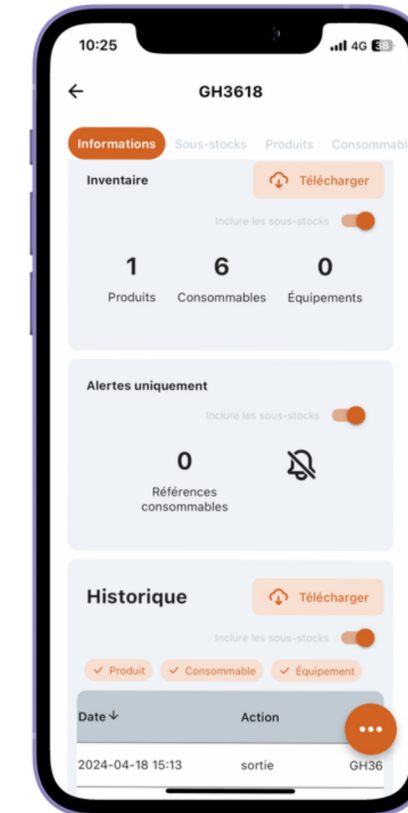 10:25
4G 38
GH3618
Informations Sous-stocks Produits Consommabl
Inventaire
Télécharger
Inclure les sous-stocks
1 6 0
Produits Consommables Équipements
Alertes uniquement
Inclure les sous-stocks
0
Références
consommables
Historique
Télécharger
Inclure les sous-stocks
Produit Consommable Équipement
Date Action
2024-04-18 15:13 sortie GH36